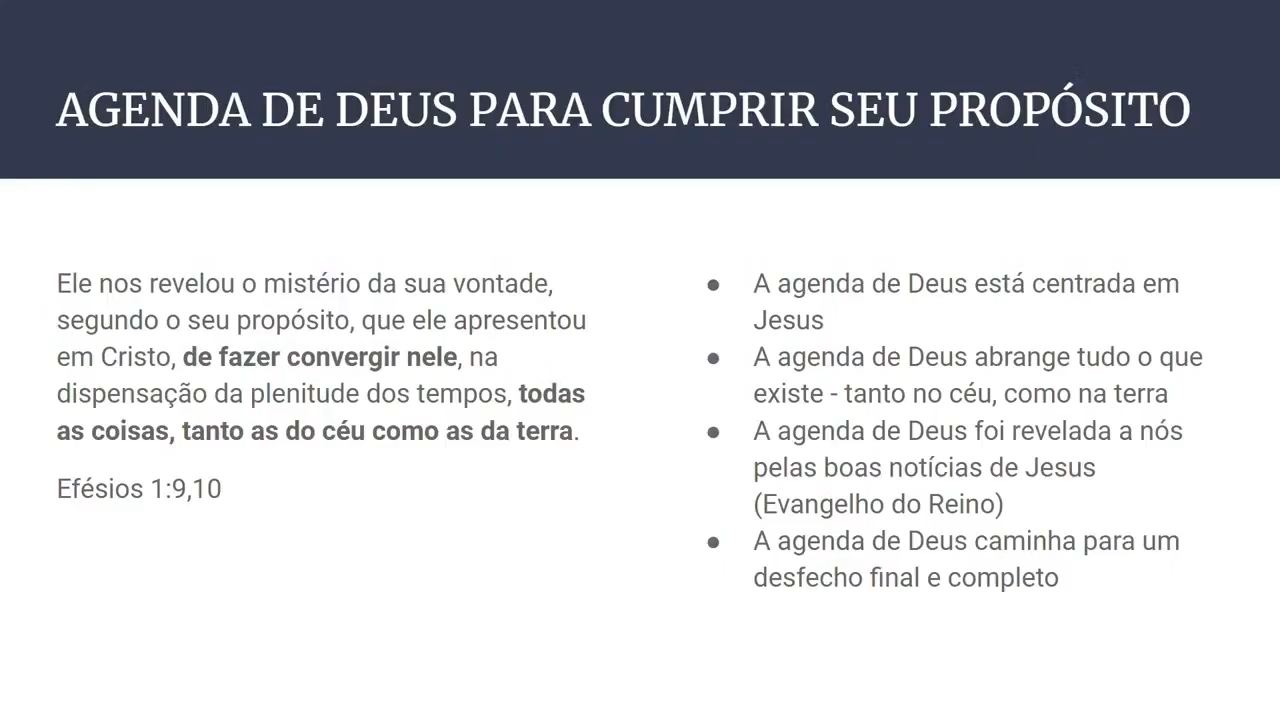 AGENDA DE DEUS PARA CUMPRIR SEU PROPÓSITO
Ele nos revelou o mistério da sua vontade,
segundo o seu propósito, que ele apresentou
em Cristo, de fazer convergir nele, na
dispensação da plenitude dos tempos, todas
as coisas, tanto as do céu como as da terra.
Efésios 1:9,10
● A agenda de Deus está centrada em
Jesus
● A agenda de Deus abrange tudo o que
existe - tanto no céu, como na terra
● A agenda de Deus foi revelada a nós
pelas boas notícias de Jesus
(Evangelho do Reino)
● A agenda de Deus caminha para um
desfecho final e completo